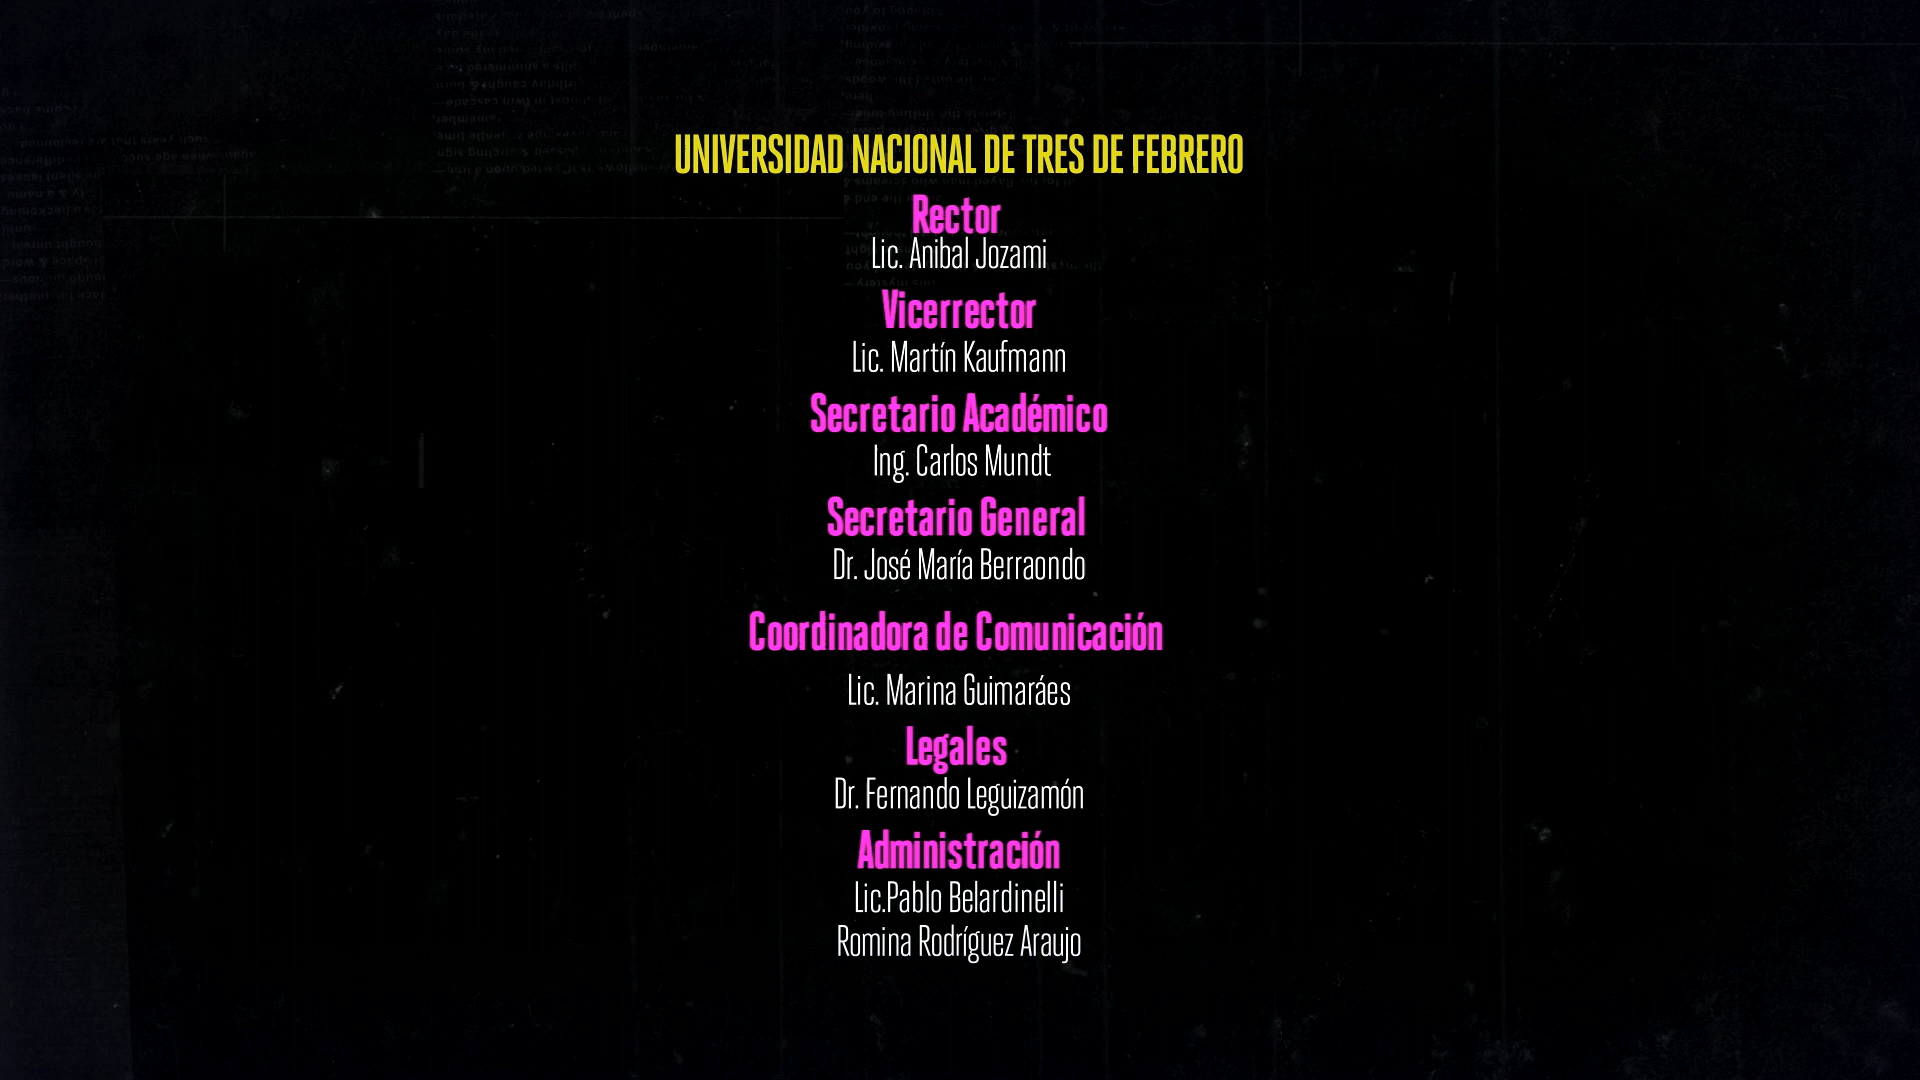 UNIVERSIDAD NACIONAL DE TRES DE FEBRERO
Rector
Lic. Anibal Jozami
Vicerrector
Lic. Martín Kaufmann
Secretario Académico
Ing. Carlos Mundt
Secretario General
Dr. José María Berraondo
Coordinadora de Comunicación
Lic. Marina Guimaráes
Legales
Dr. Fernando Leguizamón
Administración
Lic.Pablo Belardinelli
Romina Rodríguez Araujo